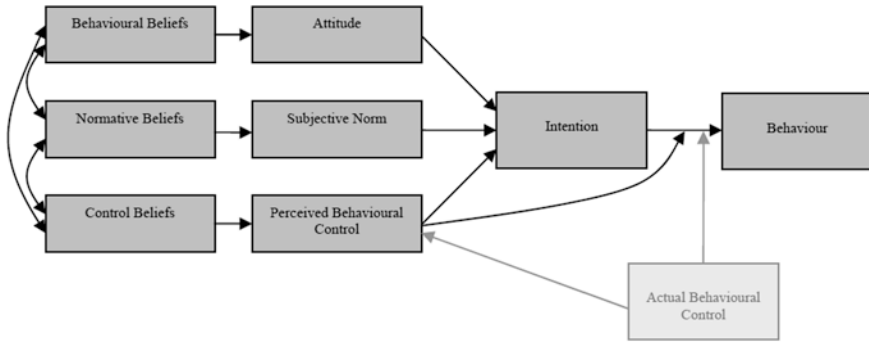 Behavioural Beliefs
Attitude
Normative Beliefs
Subjective Norm
Intention
Behaviour
Control Beliefs
Perceived Behavioural
Control
Actual Behavioural
Control